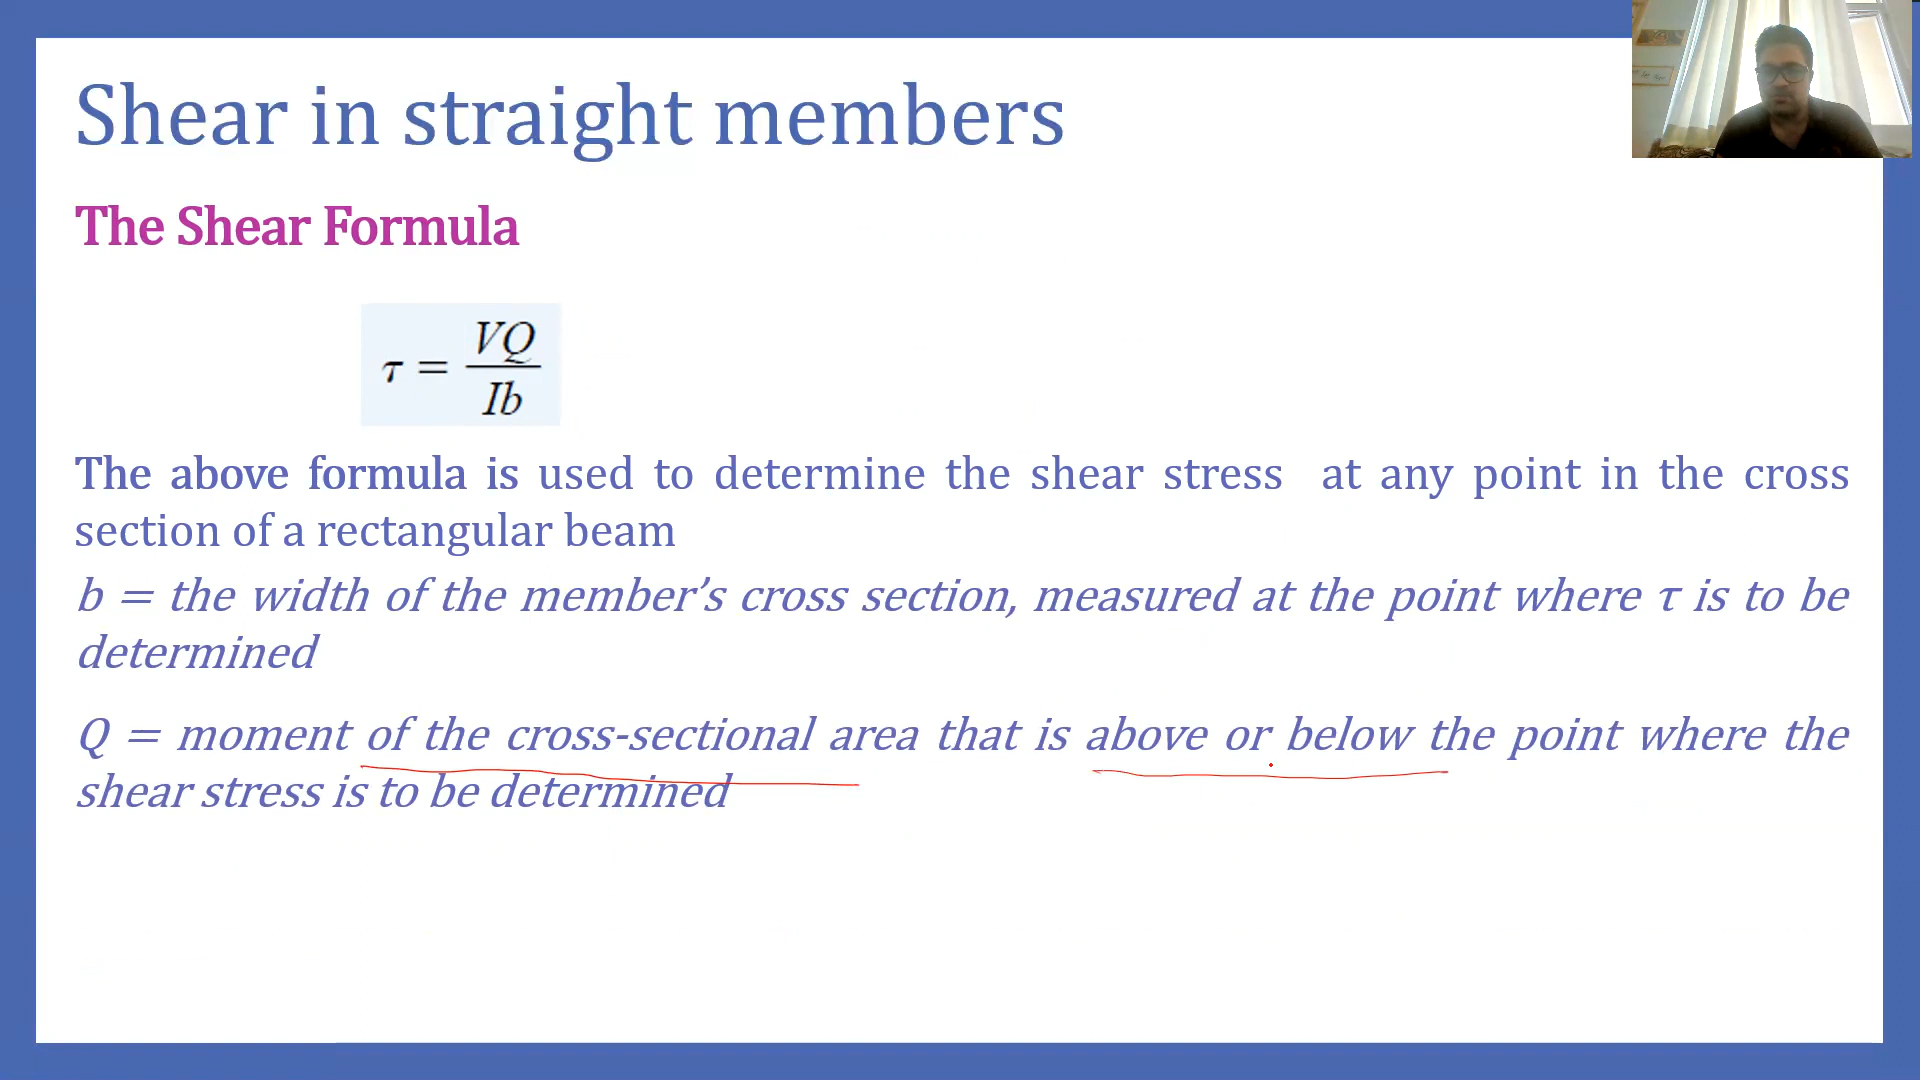 Shear in straight members
The Shear Formula
τ = VQ / Ib
The above formula is used to determine the shear stress at any point in the cross
section of a rectangular beam
b = the width of the member’s cross section, measured at the point where τ is to be
determined
Q = moment of the cross-sectional area that is above or below the point where the
shear stress is to be determined